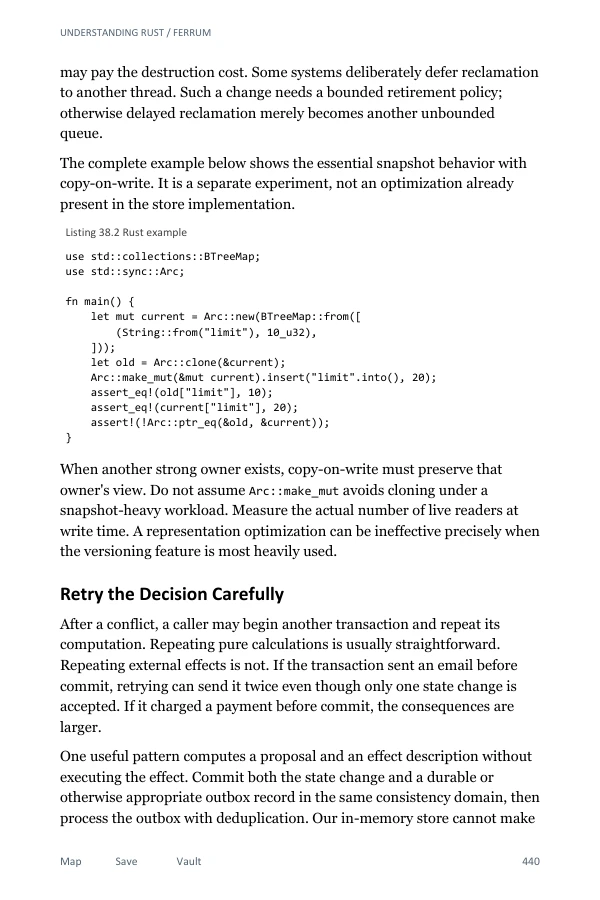 UNDERSTANDING RUST / FERRUM
may pay the destruction cost. Some systems deliberately defer reclamation
to another thread. Such a change needs a bounded retirement policy;
otherwise delayed reclamation merely becomes another unbounded
queue.
The complete example below shows the essential snapshot behavior with
copy-on-write. It is a separate experiment, not an optimization already
present in the store implementation.
Listing 38.2 Rust example
use std::collections::BTreeMap;
use std::sync::Arc;
fn main() {
    let mut current = Arc::new(BTreeMap::from([
        (String::from("limit"), 10_u32),
    ]));
    let old = Arc::clone(&current);
    Arc::make_mut(&mut current).insert("limit".into(), 20);
    assert_eq!(old["limit"], 10);
    assert_eq!(current["limit"], 20);
    assert!(!Arc::ptr_eq(&old, &current));
}
When another strong owner exists, copy-on-write must preserve that
owner's view. Do not assume Arc::make_mut avoids cloning under a
snapshot-heavy workload. Measure the actual number of live readers at
write time. A representation optimization can be ineffective precisely when
the versioning feature is most heavily used.
Retry the Decision Carefully
After a conflict, a caller may begin another transaction and repeat its
computation. Repeating pure calculations is usually straightforward.
Repeating external effects is not. If the transaction sent an email before
commit, retrying can send it twice even though only one state change is
accepted. If it charged a payment before commit, the consequences are
larger.
One useful pattern computes a proposal and an effect description without
executing the effect. Commit both the state change and a durable or
otherwise appropriate outbox record in the same consistency domain, then
process the outbox with deduplication. Our in-memory store cannot make
Map Save Vault 440